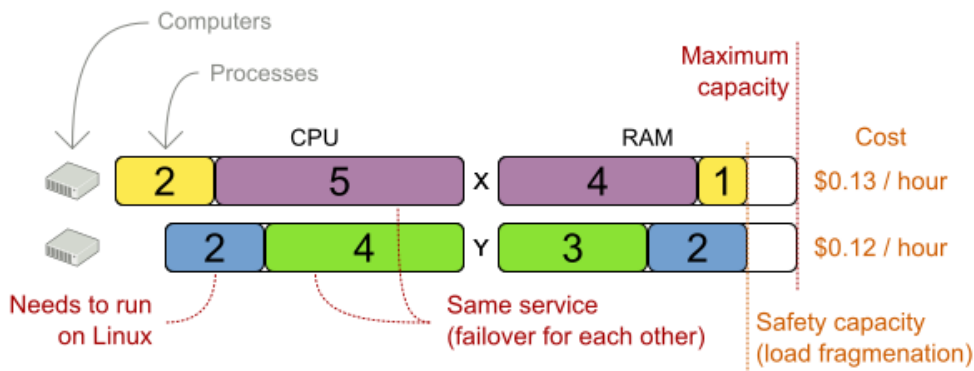 Computers
Processes
Maximum
capacity
CPU
RAM
Cost
2
5
X
4
1
$0.13 / hour
2
4
Y
3
2
$0.12 / hour
Needs to run
on Linux
Same service
(failover for each other)
Safety capacity
(load fragmenation)